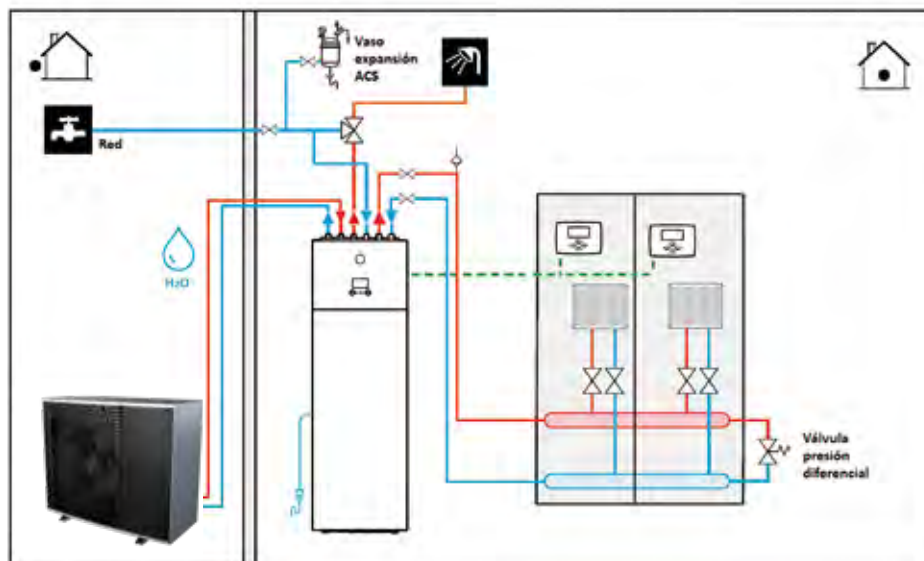 Vaso
expansión
ACS
Red
H₂O
Válvula
presión
diferencial